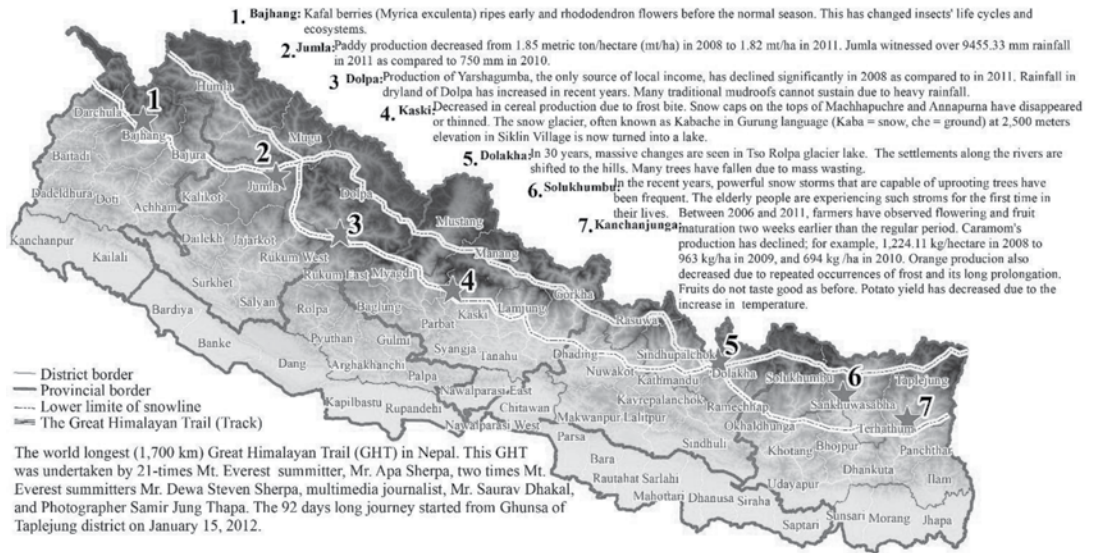 1. Bajhang: Kafal berries (Myrica exculenta) ripes early and rhododendron flowers before the normal season. This has changed insects' life cycles and
ecosystems.
2. Jumla: Paddy production decreased from 1.85 metric ton/hectare (mt/ha) in 2008 to 1.82 mt/ha in 2011. Jumla witnessed over 9455.33 mm rainfall
in 2011 as compared to 750 mm in 2010.
3 Dolpa: Production of Yarshagumba, the only source of local income, has declined significantly in 2008 as compared to in 2011. Rainfall in
dryland of Dolpa has increased in recent years. Many traditional mudroofs cannot sustain due to heavy rainfall.
4. Kaski: Decreased in cereal production due to frost bite. Snow caps on the tops of Machhapuchre and Annapurna have disappeared
or thinned. The snow glacier, often known as Kabache in Gurung language (Kaba = snow, che = ground) at 2,500 meters
elevation in Siklin Village is now turned into a lake.
5. Dolakha: In 30 years, massive changes are seen in Tso Rolpa glacier lake. The settlements along the rivers are
shifted to the hills. Many trees have fallen due to mass wasting.
6. Solukhumbu: In the recent years, powerful snow storms that are capable of uprooting trees have
been frequent. The elderly people are experiencing such stroms for the first time in
their lives.
7. Kanchanjunga: Between 2006 and 2011, farmers have observed flowering and fruit
maturation two weeks earlier than the regular period. Caramom's
production has declined; for example, 1,224.11 kg/hectare in 2008 to
963 kg/ha in 2009, and 694 kg /ha in 2010. Orange producion also
decreased due to repeated occurrences of frost and its long prolongation.
Fruits do not taste good as before. Potato yield has decreased due to the
increase in temperature.
1
2
3
4
5
6
7
Darchula
Humla
Bajhang
Mugu
Baitadi
Bajura
Jumla
Dolpa
Dadeldhura
Doti
Achham
Kalikot
Mustang
Kanchanpur
Kailali
Dailekh
Jajarkot
Rukum West
Rukum East
Myagdi
Manang
Surkhet
Salyan
Rolpa
Baglung
Parbat
Kaski
Lamjung
Gorkha
Rasuwa
Bardiya
Banke
Pyuthan
Gulmi
Syangja
Tanahu
Dhading
Nuwakot
Sindhupalchok
Dolakha
Solukhumbu
Sankhuwasabha
Taplejung
Dang
Arghakhanchi
Palpa
Nawalparasi East
Kathmandu
Kavrepalanchok
Ramechhap
Okhaldhunga
Terhathum
Kapilbastu
Rupandehi
Nawalparasi West
Chitawan
Makwanpur
Lalitpur
Khotang
Bhojpur
Panchthar
Parsa
Bara
Sindhuli
Dhankuta
Ilam
Rautahat
Sarlahi
Udayapur
Mahottari
Dhanusa
Siraha
Saptari
Sunsari
Morang
Jhapa
District border
Provincial border
Lower limite of snowline
The Great Himalayan Trail (Track)
The world longest (1,700 km) Great Himalayan Trail (GHT) in Nepal. This GHT
was undertaken by 21-times Mt. Everest summitter, Mr. Apa Sherpa, two times Mt.
Everest summitters Mr. Dewa Steven Sherpa, multimedia journalist, Mr. Saurav Dhakal,
and Photographer Samir Jung Thapa. The 92 days long journey started from Ghunsa of
Taplejung district on January 15, 2012.